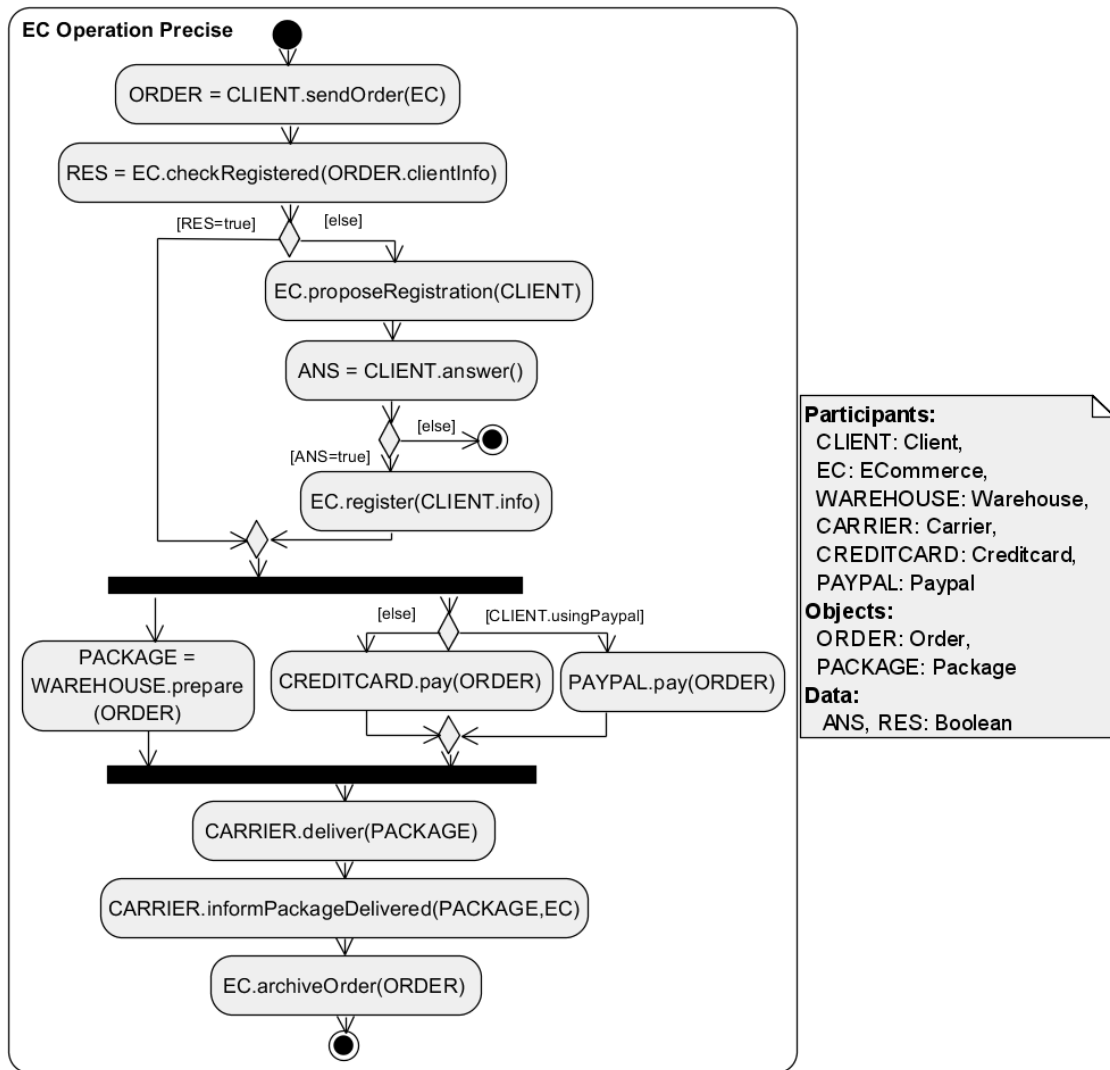 EC Operation Precise
ORDER = CLIENT.sendOrder(EC)
RES = EC.checkRegistered(ORDER.clientInfo)
[RES=true]
[else]
EC.proposeRegistration(CLIENT)
ANS = CLIENT.answer()
[else]
[ANS=true]
EC.register(CLIENT.info)
[else]
[CLIENT.usingPaypal]
PACKAGE =
WAREHOUSE.prepare
(ORDER)
CREDITCARD.pay(ORDER)
PAYPAL.pay(ORDER)
CARRIER.deliver(PACKAGE)
CARRIER.informPackageDelivered(PACKAGE,EC)
EC.archiveOrder(ORDER)
Participants:
CLIENT: Client,
EC: ECommerce,
WAREHOUSE: Warehouse,
CARRIER: Carrier,
CREDITCARD: Creditcard,
PAYPAL: Paypal
Objects:
ORDER: Order,
PACKAGE: Package
Data:
ANS, RES: Boolean